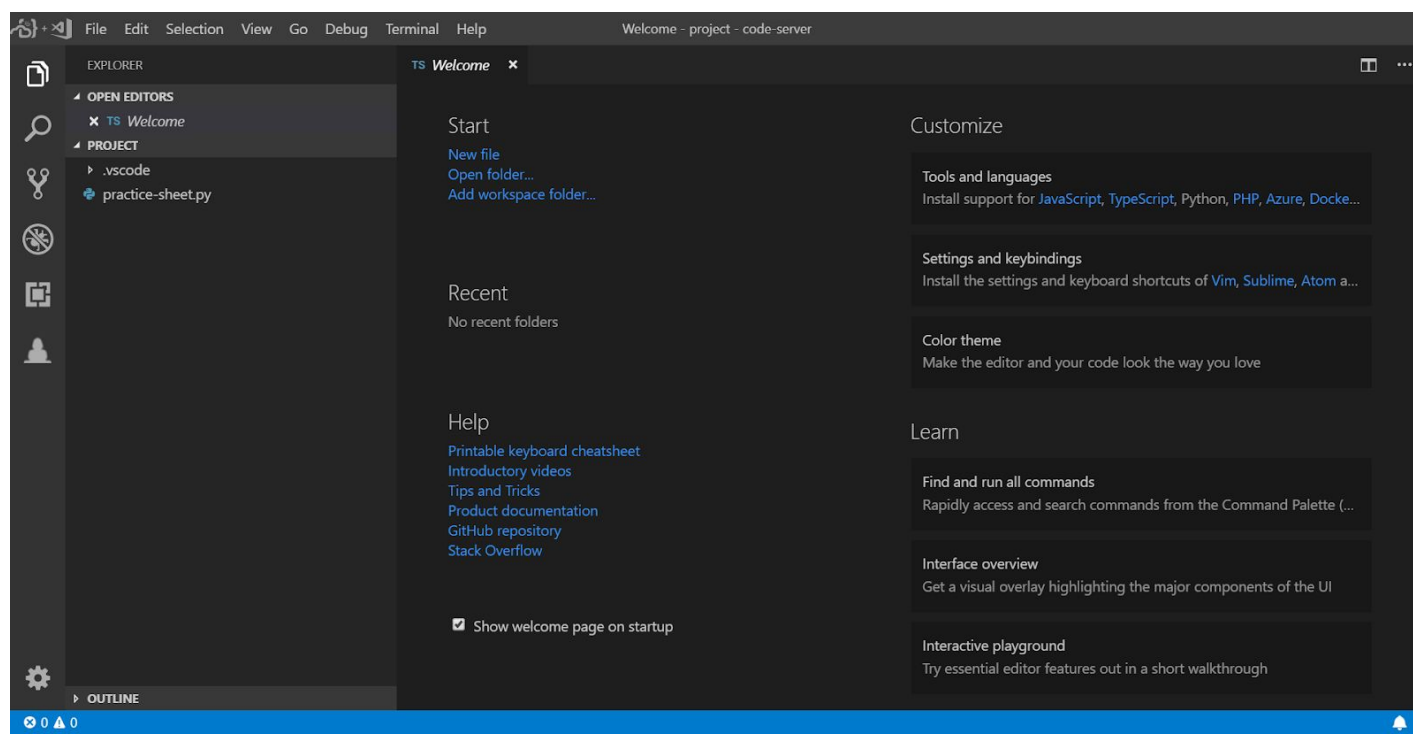 File Edit Selection View Go Debug Terminal Help Welcome - project - code-server
EXPLORER
OPEN EDITORS
TS Welcome
PROJECT
.vscode
practice-sheet.py
OUTLINE
TS Welcome
Start
New file
Open folder...
Add workspace folder...
Recent
No recent folders
Help
Printable keyboard cheatsheet
Introductory videos
Tips and Tricks
Product documentation
GitHub repository
Stack Overflow
Show welcome page on startup
Customize
Tools and languages
Install support for JavaScript, TypeScript, Python, PHP, Azure, Docke...
Settings and keybindings
Install the settings and keyboard shortcuts of Vim, Sublime, Atom a...
Color theme
Make the editor and your code look the way you love
Learn
Find and run all commands
Rapidly access and search commands from the Command Palette (...
Interface overview
Get a visual overlay highlighting the major components of the UI
Interactive playground
Try essential editor features out in a short walkthrough
0 0